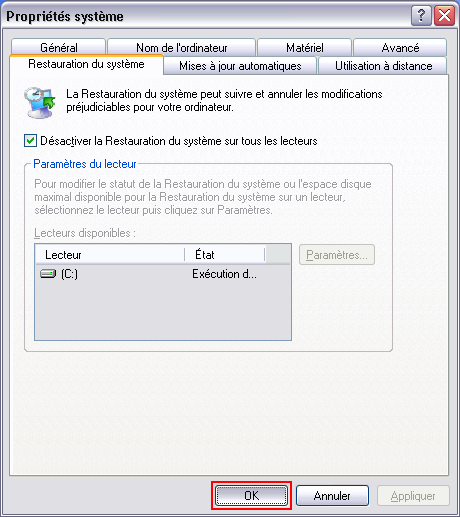 Propriétés système
Général
Nom de l'ordinateur
Matériel
Avancé
Restauration du système
Mises à jour automatiques
Utilisation à distance
La Restauration du système peut suivre et annuler les modifications
préjudiciables pour votre ordinateur.
Désactiver la Restauration du système sur tous les lecteurs
Paramètres du lecteur
Pour modifier le statut de la Restauration du système ou l'espace disque
maximal disponible pour la Restauration du système sur un lecteur,
sélectionnez le lecteur puis cliquez sur Paramètres.
Lecteurs disponibles :
Lecteur
État
(C:)
Exécution d...
Paramètres...
OK
Annuler
Appliquer